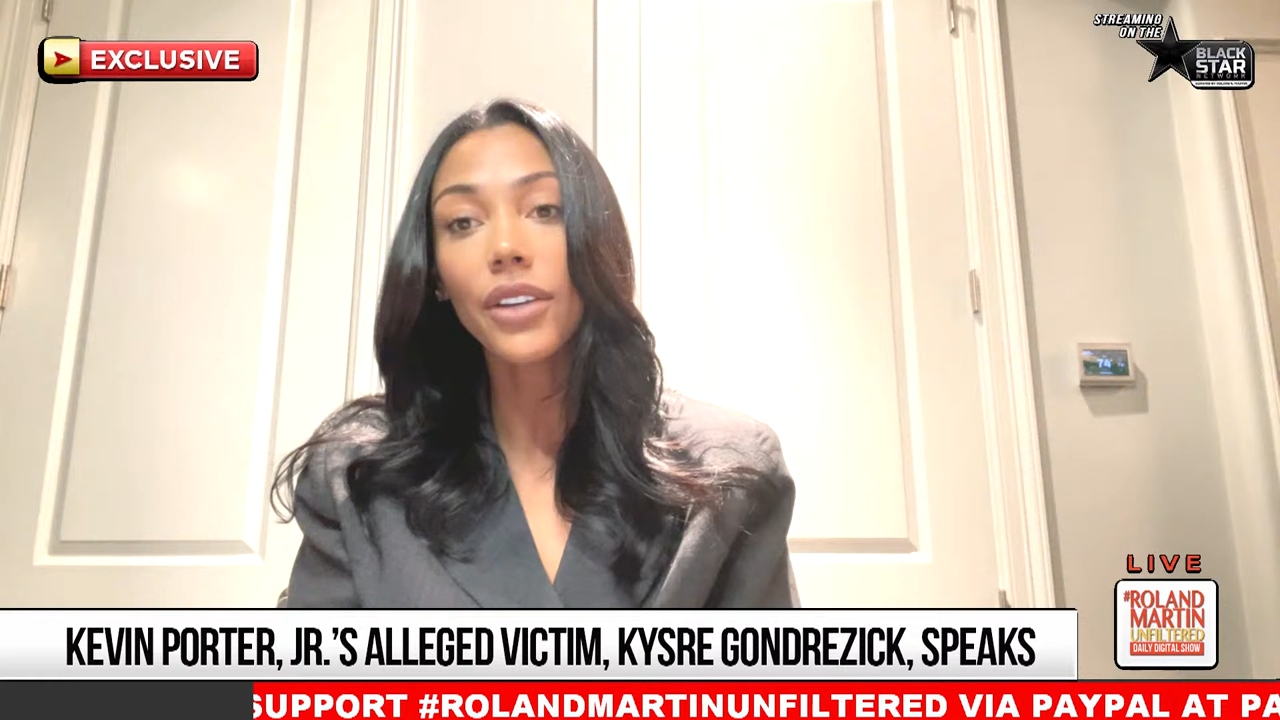 EXCLUSIVE
STREAMING
ON THE
BLACK
STAR
NETWORK
74°
LIVE
#ROLAND
MARTIN
UNFILTERED
DAILY DIGITAL SHOW
KEVIN PORTER, JR.'S ALLEGED VICTIM, KYSRE GONDREZICK, SPEAKS
SUPPORT #ROLANDMARTINUNFILTERED VIA PAYPAL AT PA